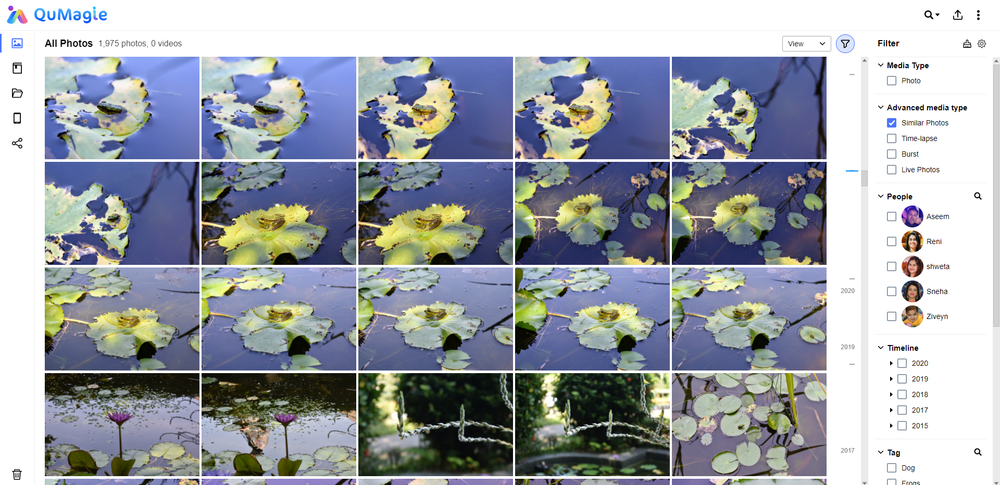 QuMagie
All Photos 1,975 photos, 0 videos
View
Filter
Media Type
Photo
Advanced media type
Similar Photos
Time-lapse
Burst
Live Photos
People
Aseem
Reni
shweta
Sneha
Ziveyn
2020
2019
2017
Timeline
2020
2019
2018
2017
2015
Tag
Dog
Frogs